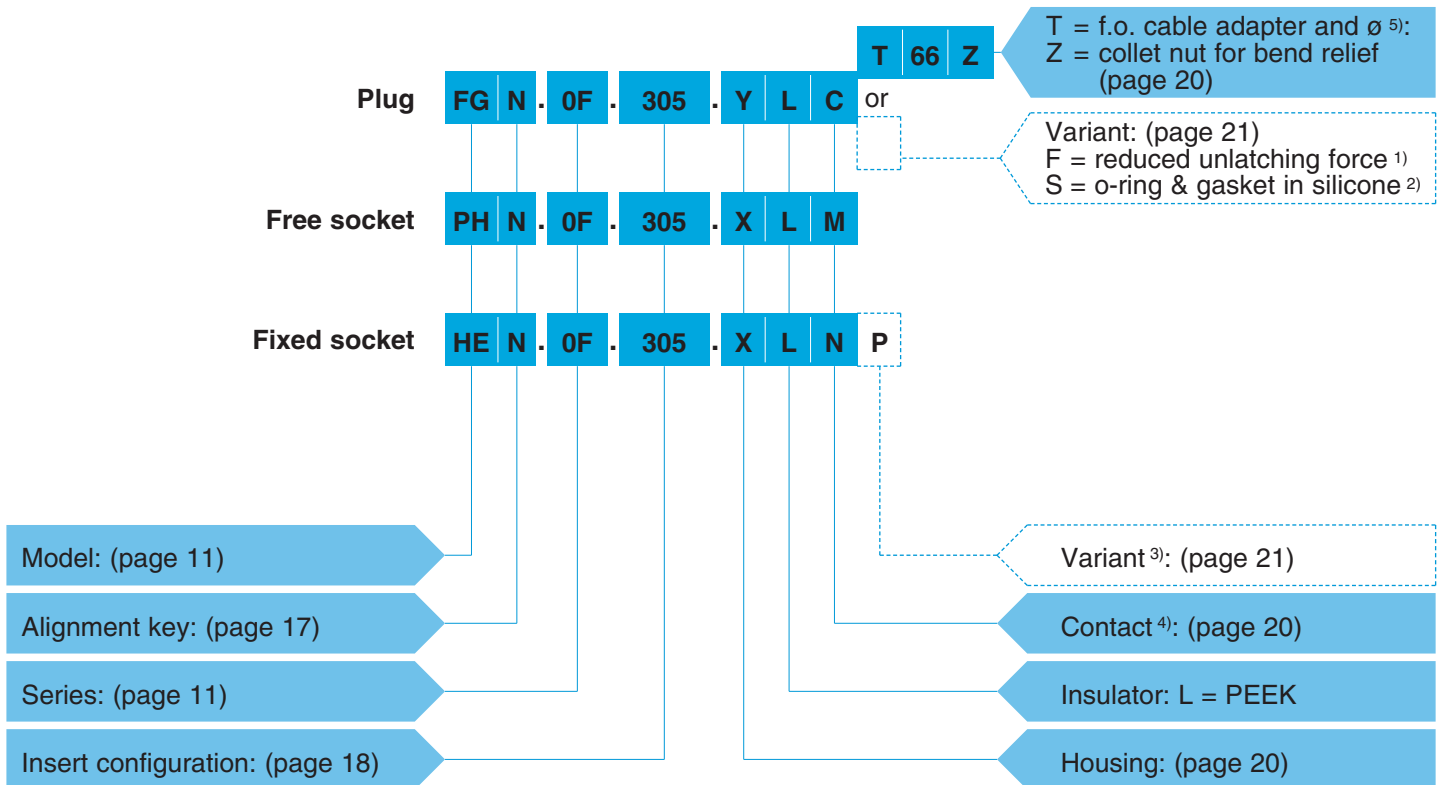 T 66 Z
T = f.o. cable adapter and ø 5):
Z = collet nut for bend relief
(page 20)
Plug FG N . 0F . 305 . Y L C or
Variant: (page 21)
F = reduced unlatching force 1)
S = o-ring & gasket in silicone 2)
Free socket PH N . 0F . 305 . X L M
Fixed socket HE N . 0F . 305 . X L N P
Model: (page 11)
Variant 3): (page 21)
Alignment key: (page 17)
Contact 4): (page 20)
Series: (page 11)
Insulator: L = PEEK
Insert configuration: (page 18)
Housing: (page 20)